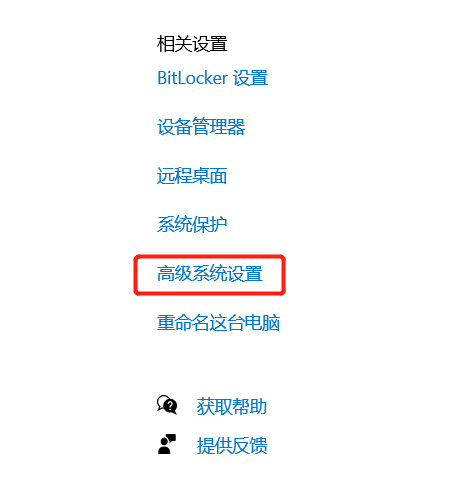 相关设置
BitLocker 设置
设备管理器
远程桌面
系统保护
高级系统设置
重命名这台电脑
获取帮助
提供反馈